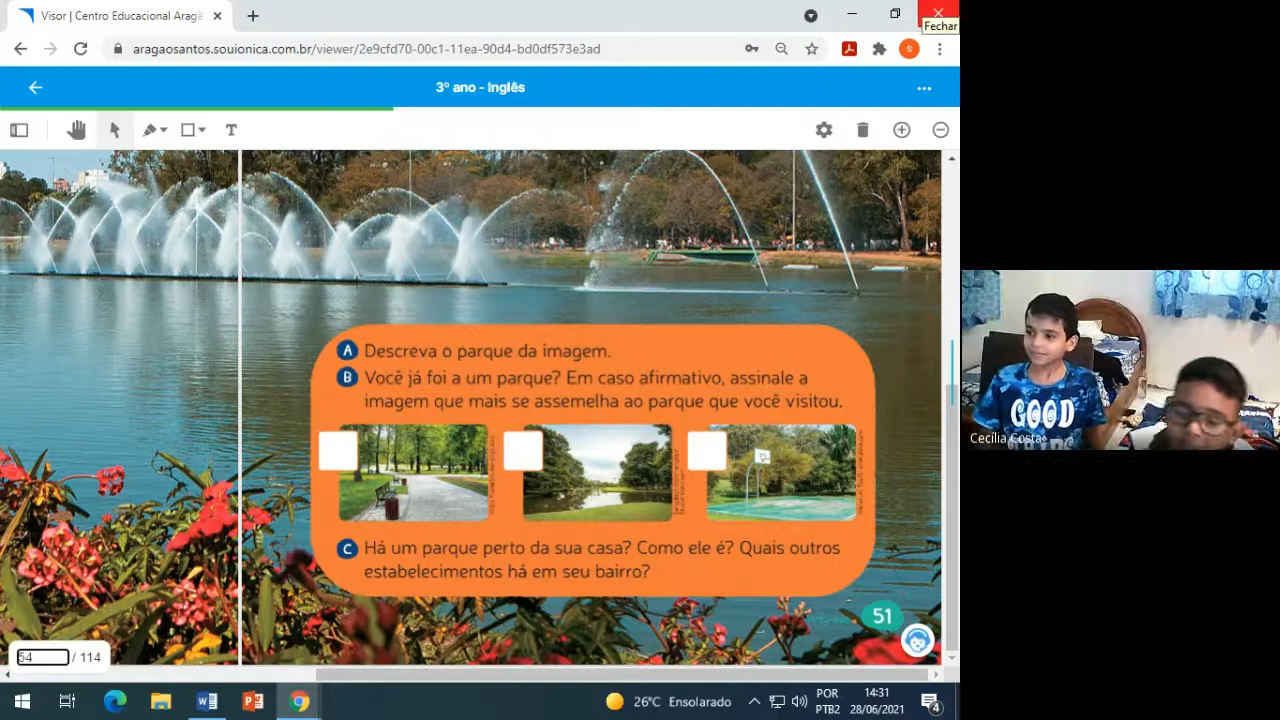 Visor | Centro Educacional Aragã
Fechar
aragaosantos.souionica.com.br/viewer/2e9cfd70-00c1-11ea-90d4-bd0df573e3ad
S
3º ano - Inglês
T
A Descreva o parque da imagem.
B Você já foi a um parque? Em caso afirmativo, assinale a
imagem que mais se assemelha ao parque que você visitou.
C Há um parque perto da sua casa? Como ele é? Quais outros
estabelecimentos há em seu bairro?
51
54 / 114
GOOD
Cecília Costa
26°C Ensolarado
POR
PTB2
14:31
28/06/2021
4